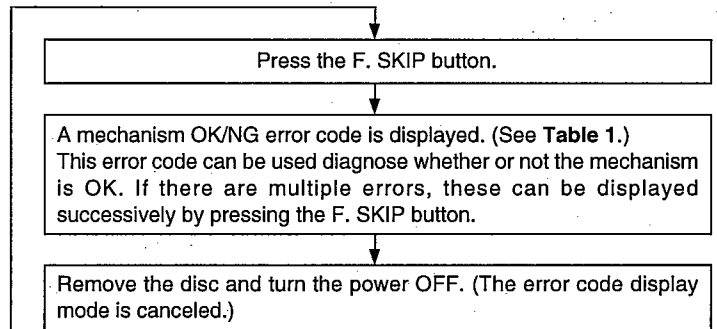 Press the F. SKIP button.
A mechanism OK/NG error code is displayed. (See Table 1.)
This error code can be used diagnose whether or not the mechanism
is OK. If there are multiple errors, these can be displayed
successively by pressing the F. SKIP button.
Remove the disc and turn the power OFF. (The error code display
mode is canceled.)